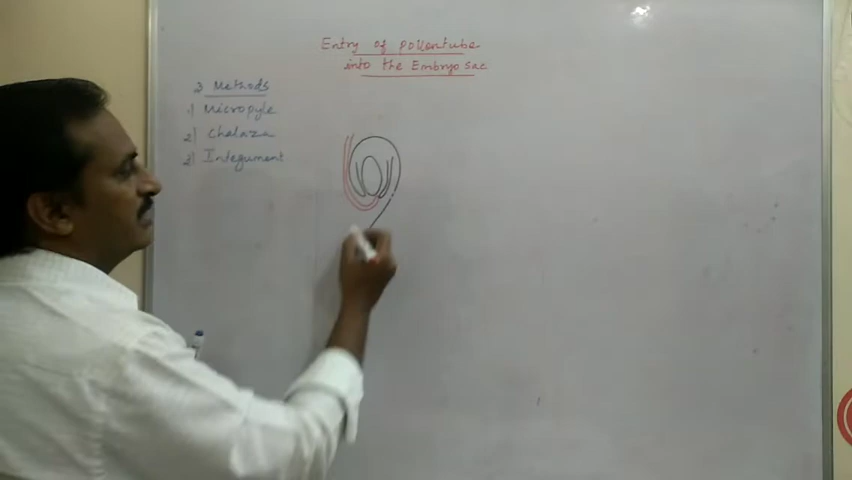 Entry of pollentube
into the Embryo sac
3 Methods
1) Micropyle
2) Chalaza
3) Integument